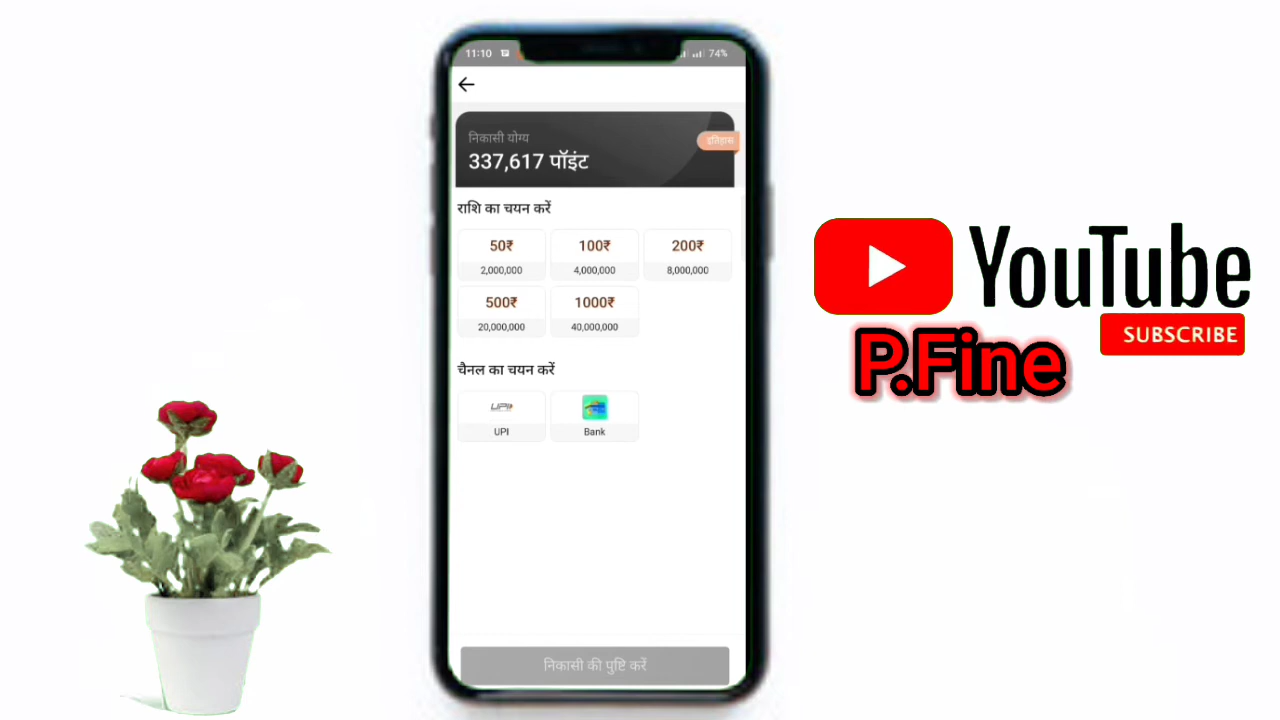 11:10
74%
निकासी योग्य
इतिहास
337,617 पॉइंट
राशि का चयन करें
50₹ 100₹ 200₹
2,000,000 4,000,000 8,000,000
500₹ 1000₹
20,000,000 40,000,000
चैनल का चयन करें
UPI
UPI Bank
निकासी की पुष्टि करें
YouTube
SUBSCRIBE
P.Fine